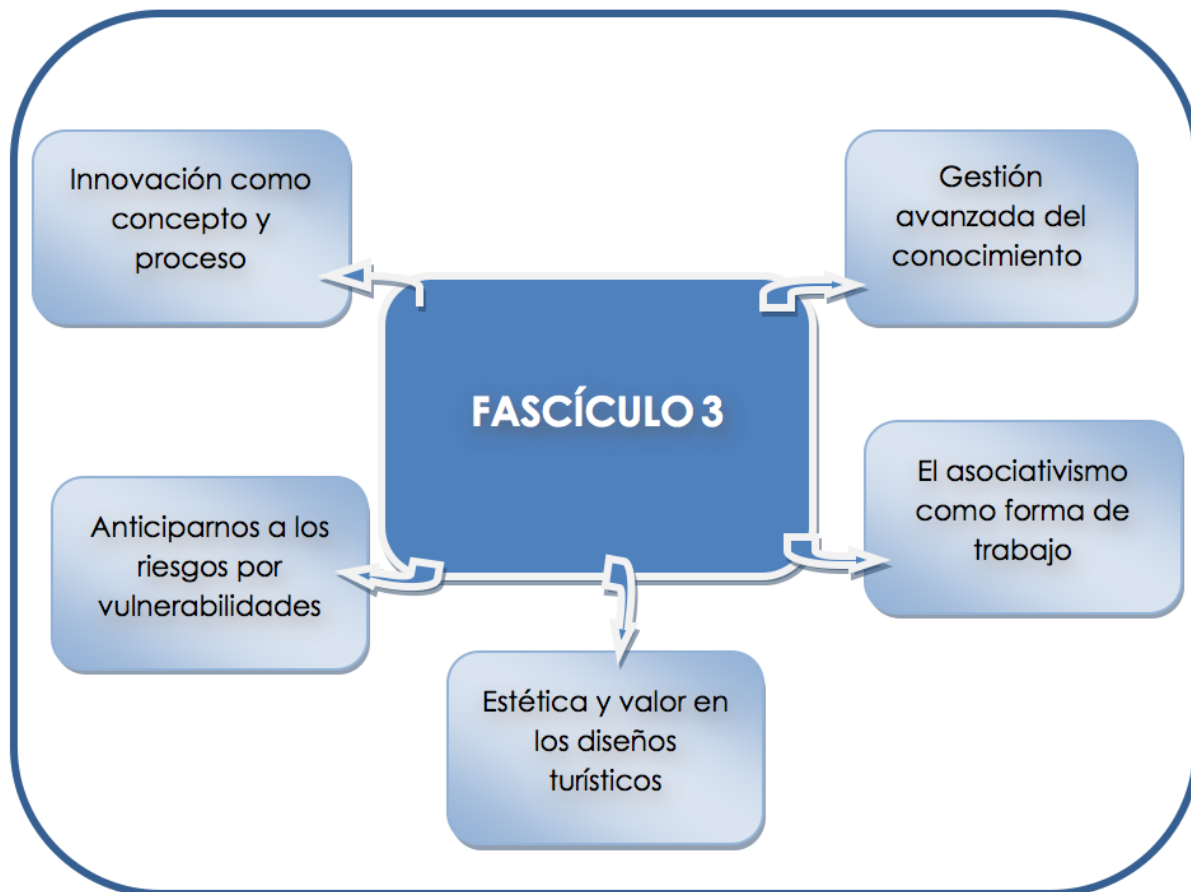 Innovación como
concepto y
proceso
Gestión
avanzada del
conocimiento
FASCÍCULO 3
El asociativismo
como forma de
trabajo
Anticiparnos a los
riesgos por
vulnerabilidades
Estética y valor en
los diseños
turísticos